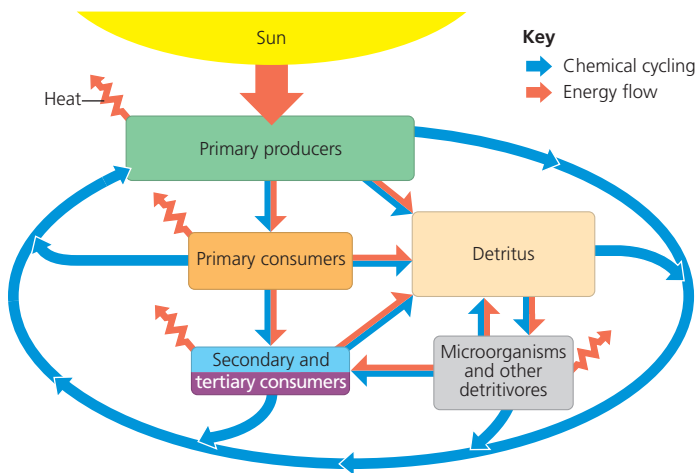 Sun
Key
Chemical cycling
Energy flow
Heat
Primary producers
Primary consumers
Detritus
Secondary and
tertiary consumers
Microorganisms
and other
detritivores